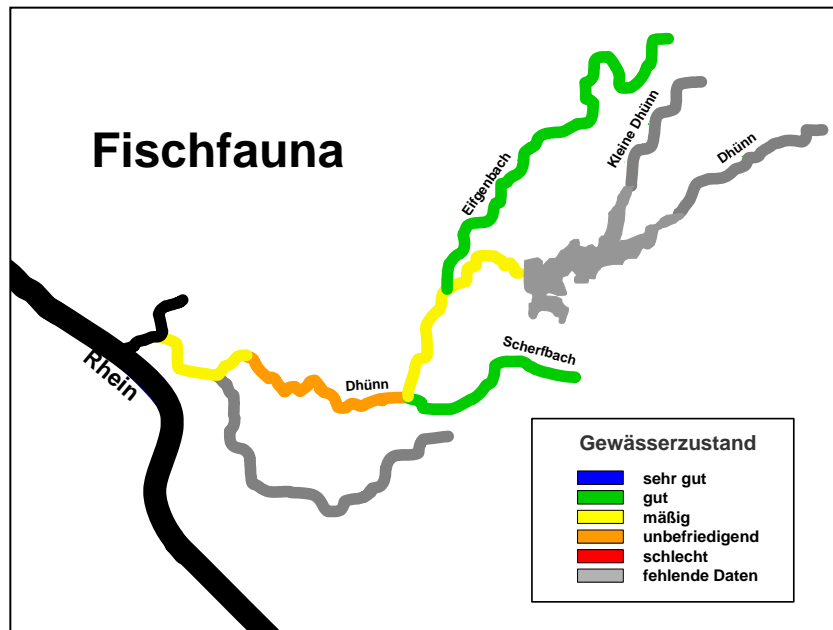 Fischfauna
Eifgenbach
Kleine Dhünn
Dhünn
Rhein
Dhünn
Scherfbach
Gewässerzustand
sehr gut
gut
mäßig
unbefriedigend
schlecht
fehlende Daten